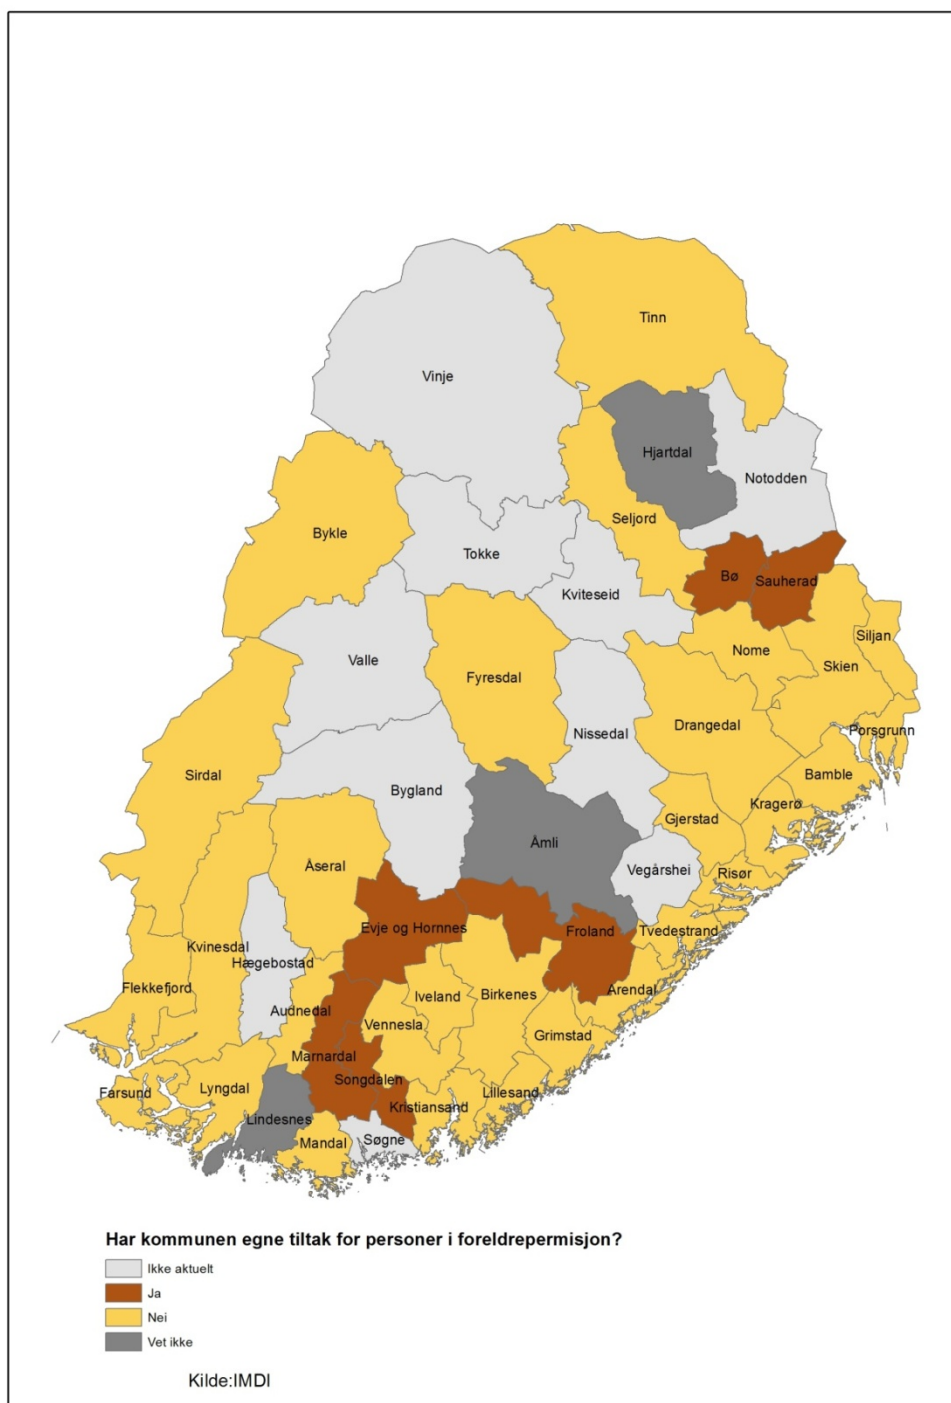 Tinn
Vinje
Hjartdal
Notodden
Seljord
Bykle
Tokke
Bø
Sauherad
Kviteseid
Siljan
Nome
Valle
Skien
Fyresdal
Drangedal
Nissedal
Porsgrunn
Sirdal
Bamble
Bygland
Kragerø
Gjerstad
Åmli
Åseral
Vegårshei
Risør
Evje og Hornnes
Froland
Tvedestrand
Kvinesdal
Hægebostad
Flekkefjord
Arendal
Birkenes
Iveland
Audnedal
Vennesla
Grimstad
Marnardal
Songdalen
Lyngdal
Farsund
Lillesand
Kristiansand
Lindesnes
Mandal
Søgne
Har kommunen egne tiltak for personer i foreldrepermisjon?
Ikke aktuelt
Ja
Nei
Vet ikke
Kilde:IMDI